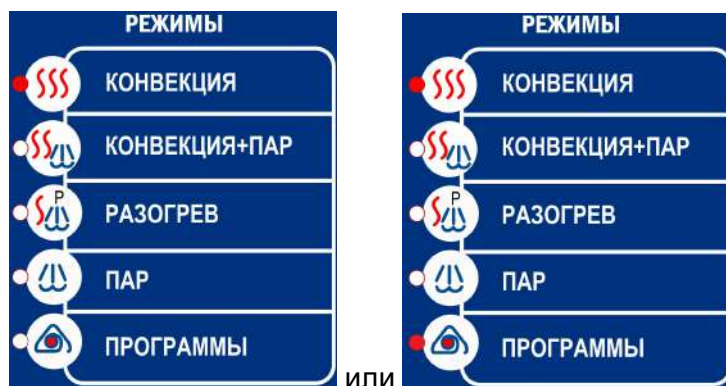 РЕЖИМЫ
КОНВЕКЦИЯ
КОНВЕКЦИЯ+ПАР
P
РАЗОГРЕВ
ПАР
ПРОГРАММЫ
или
РЕЖИМЫ
КОНВЕКЦИЯ
КОНВЕКЦИЯ+ПАР
P
РАЗОГРЕВ
ПАР
ПРОГРАММЫ